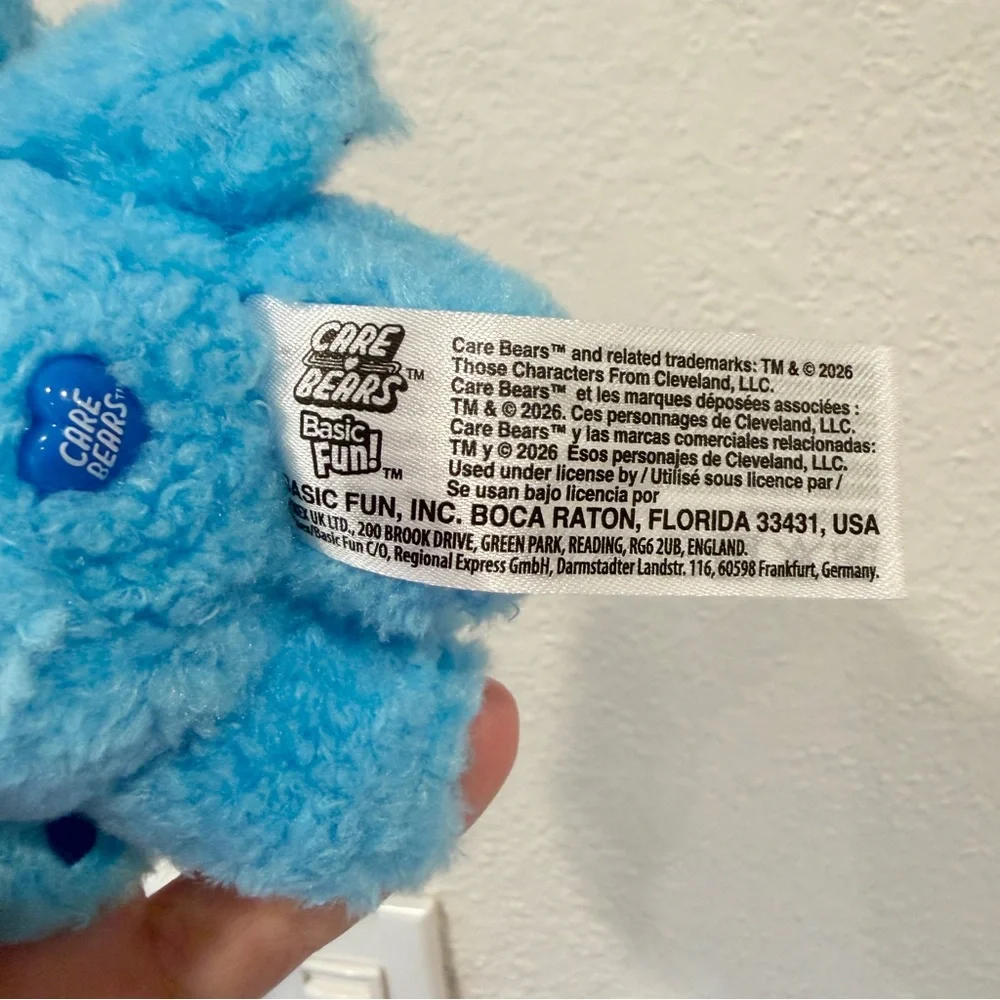 CARE
BEARS™
CARE
BEARS™
Basic
Fun!™
Care Bears™ and related trademarks: TM & © 2026
Those Characters From Cleveland, LLC.
Care Bears™ et les marques déposées associées :
TM & © 2026. Ces personnages de Cleveland, LLC.
Care Bears™ y las marcas comerciales relacionadas:
TM y © 2026 Esos personajes de Cleveland, LLC.
Used under license by / Utilisé sous licence par /
Se usan bajo licencia por
BASIC FUN, INC. BOCA RATON, FLORIDA 33431, USA
UK LTD., 200 BROOK DRIVE, GREEN PARK, READING, RG6 2UB, ENGLAND.
Basic Fun C/O, Regional Express GmbH, Darmstadter Landstr. 116, 60598 Frankfurt, Germany.